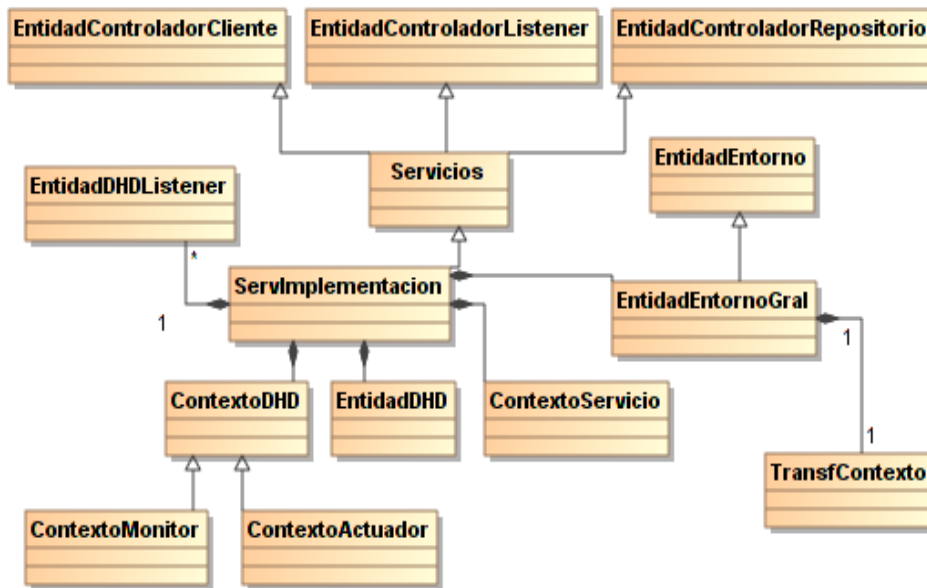 EntidadControladorCliente
EntidadControladorListener
EntidadControladorRepositorio
EntidadEntorno
Servicios
EntidadDHDListener
*
ServImplementacion
EntidadEntornoGral
1
1
ContextoDHD
EntidadDHD
ContextoServicio
1
TransfContexto
ContextoMonitor
ContextoActuador